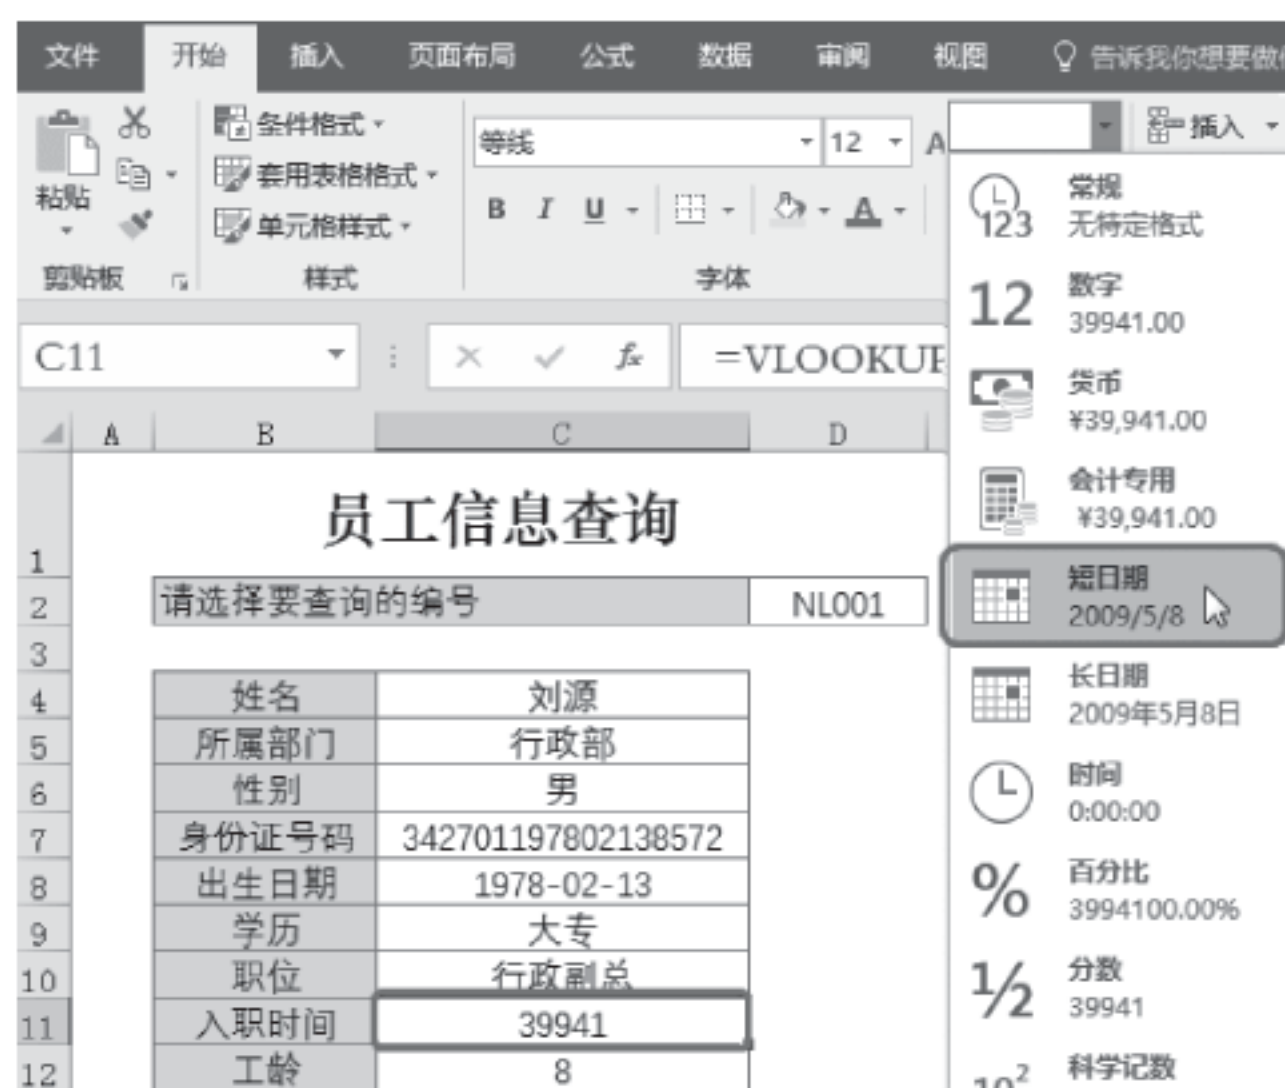 文件 开始 插入 页面布局 公式 数据 审阅 视图 告诉我你想要做
粘贴
剪贴板
条件格式
套用表格格式
单元格样式
样式
等线 12 A
B I U A
字体
插入
C11 fx =VLOOKUP
A B C D
1 员工信息查询
2 请选择要查询的编号 NL001
3
4 姓名 刘源
5 所属部门 行政部
6 性别 男
7 身份证号码 342701197802138572
8 出生日期 1978-02-13
9 学历 大专
10 职位 行政副总
11 入职时间 39941
12 工龄 8
123 常规
无特定格式
12 数字
39941.00
货币
¥39,941.00
会计专用
¥39,941.00
短日期
2009/5/8
长日期
2009年5月8日
时间
0:00:00
% 百分比
3994100.00%
½ 分数
39941
10² 科学记数